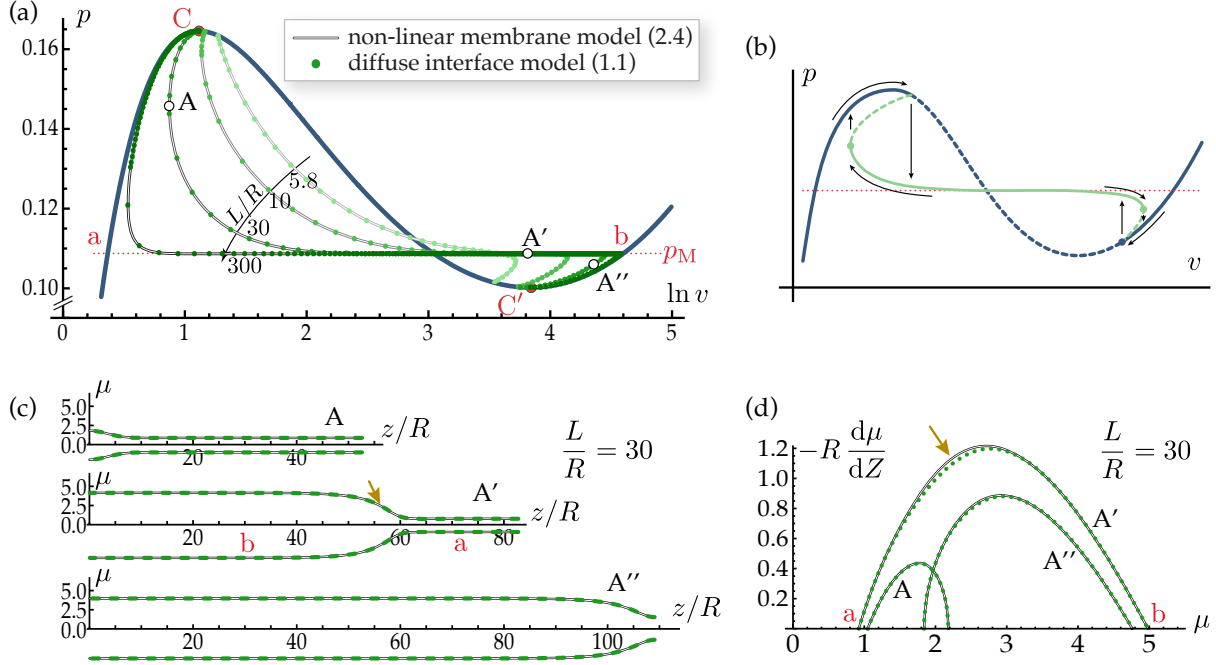 (a)
p
C
non-linear membrane model (2.4)
diffuse interface model (1.1)
0.16
0.14
0.12
0.10
A
L/R
5.8
10
30
300
a
A′
b
p_M
A′′
C′
ln v
0 1 2 3 4 5
(b)
p
v
(c)
μ
5.0
2.5
0.0
A
z/R
20 40
L/R = 30
μ
5.0
2.5
0.0
A′
z/R
20 40 60 80
b a
μ
5.0
2.5
0.0
A′′
z/R
20 40 60 80 100
(d)
−R dμ/dZ
L/R = 30
1.2
1.0
0.8
0.6
0.4
0.2
A′
A′′
A
a
b
μ
0 1 2 3 4 5